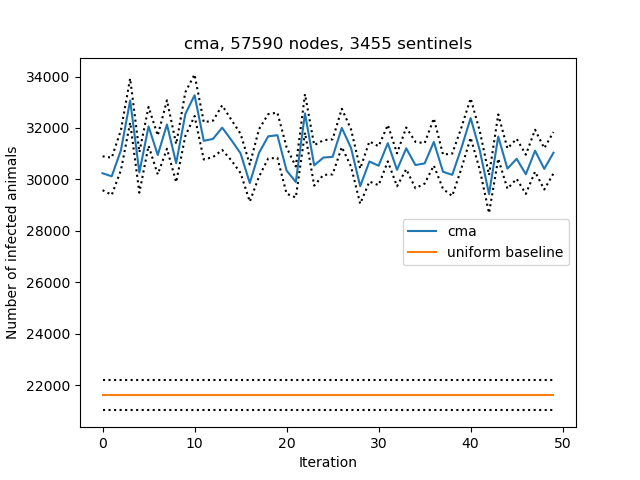 cma, 57590 nodes, 3455 sentinels
Number of infected animals
34000
32000
30000
28000
26000
24000
22000
cma
uniform baseline
0 10 20 30 40 50
Iteration